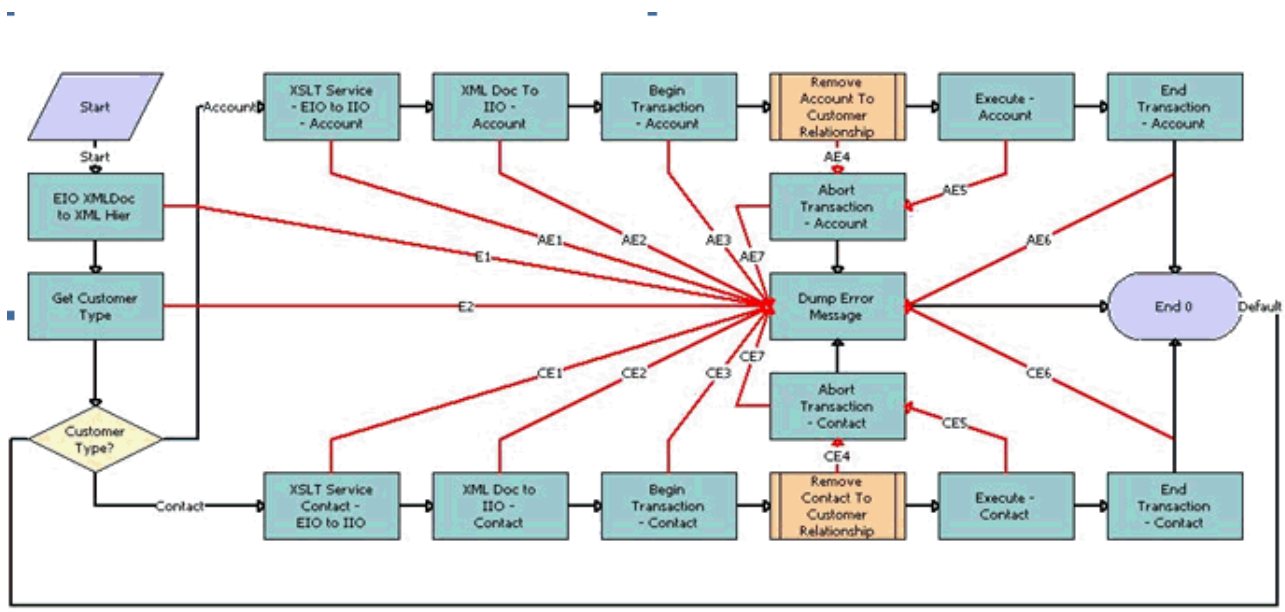 Start
Start
EIO XMLDoc
to XML Hier
Get Customer
Type
Customer
Type?
Account
XSLT Service
- EIO to IIO
- Account
XML Doc To
IIO -
Account
Begin
Transaction
- Account
Remove
Account To
Customer
Relationship
Execute -
Account
End
Transaction
- Account
AE4
Abort
Transaction
- Account
AE5
AE1
AE2
AE3
AE7
AE6
E1
E2
Dump Error
Message
End 0
Default
CE1
CE2
CE3
CE7
CE6
Abort
Transaction
- Contact
CE5
CE4
Contact
XSLT Service
Contact -
EIO to IIO
XML Doc to
IIO -
Contact
Begin
Transaction
- Contact
Remove
Contact To
Customer
Relationship
Execute -
Contact
End
Transaction
- Contact